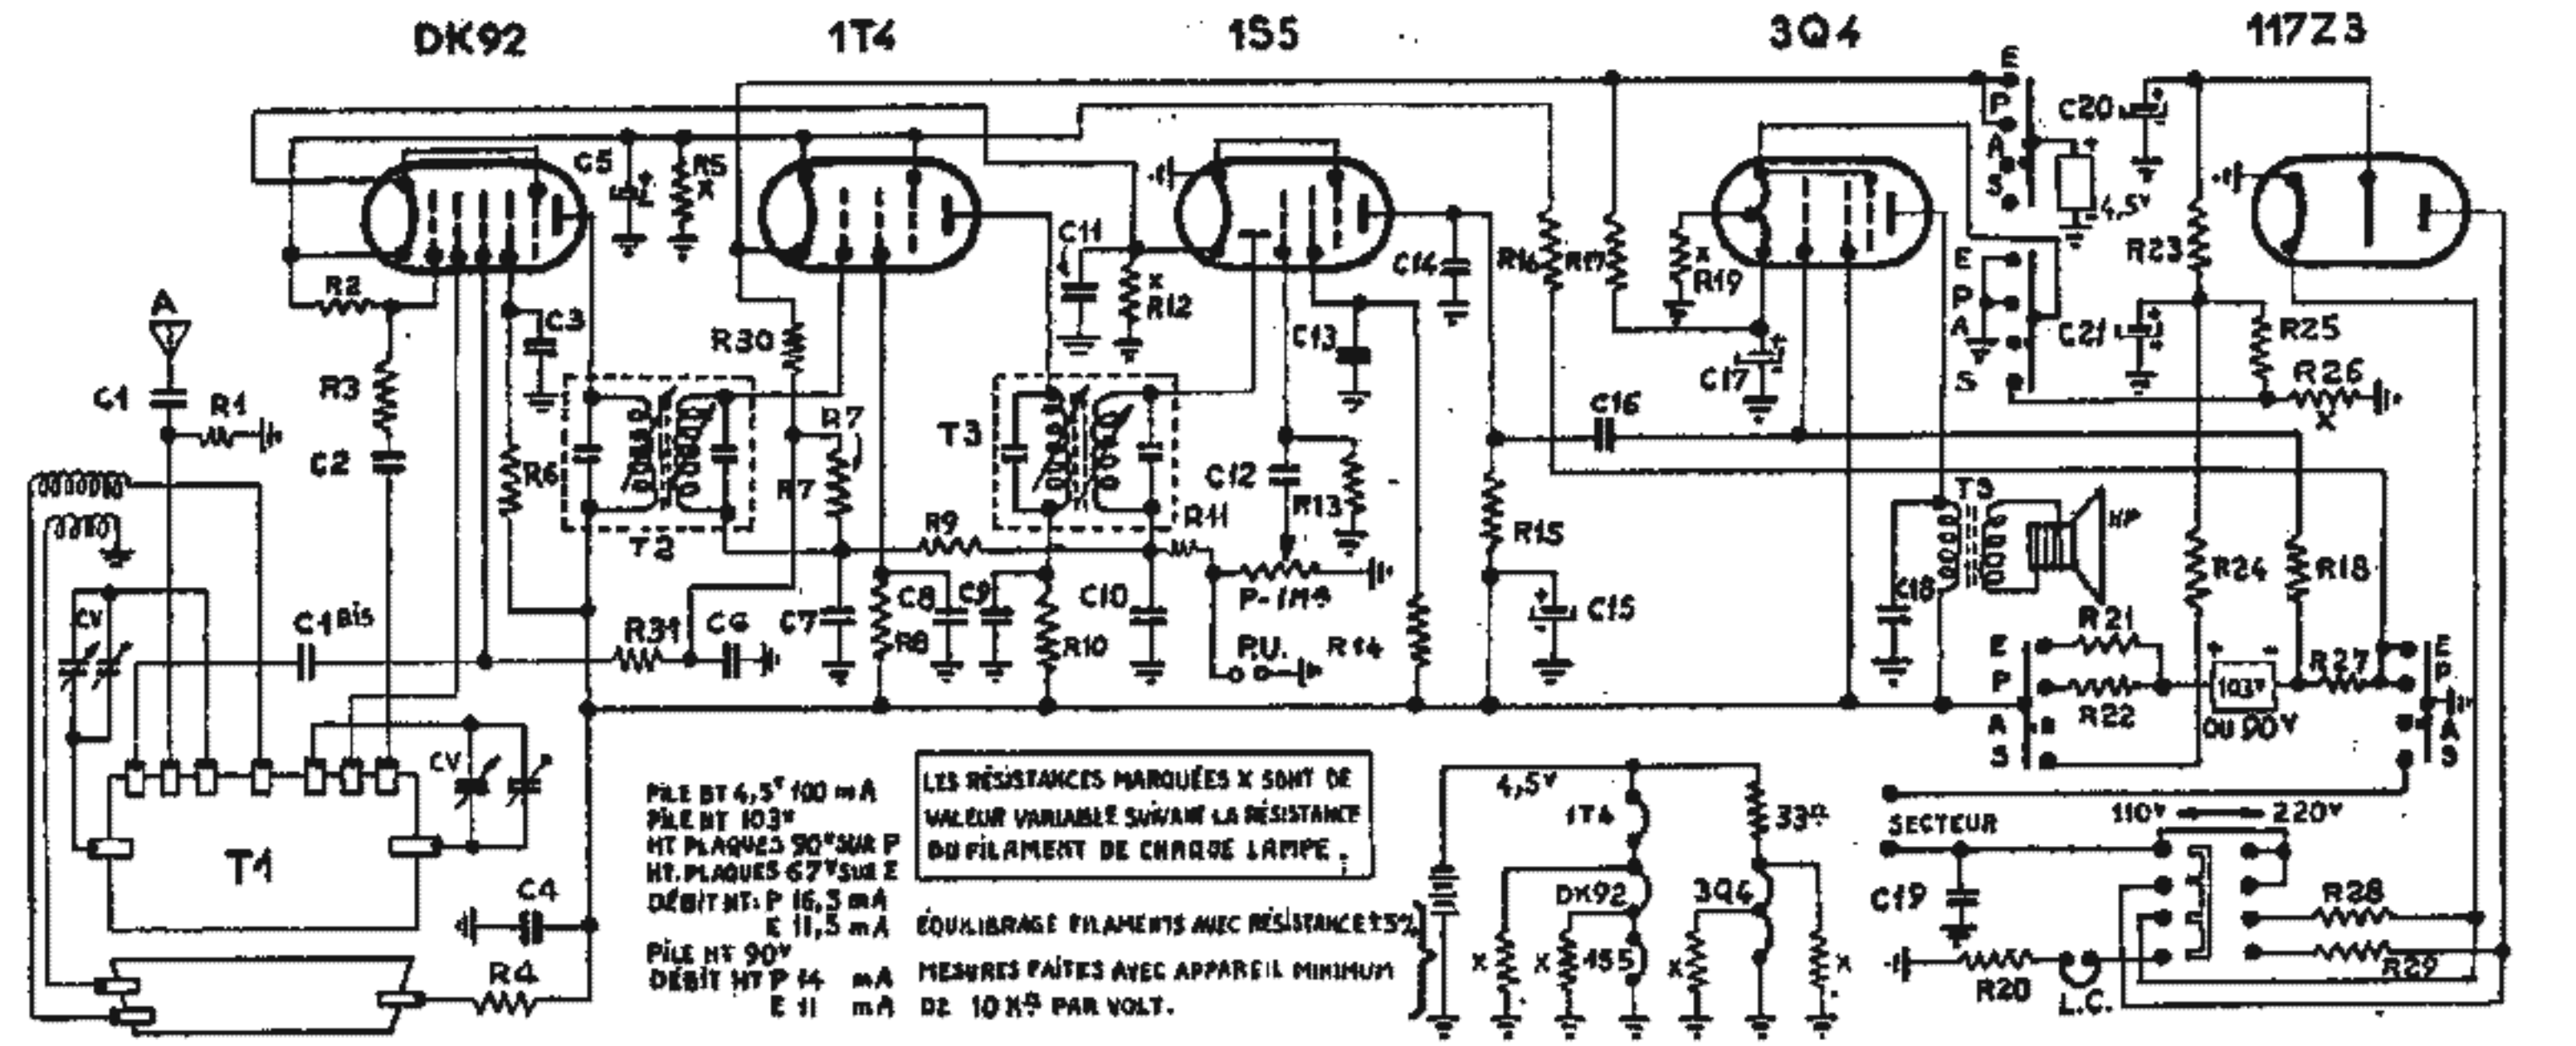 DK92
1T4
1S5
3Q4
117Z3
E
P
A
S
C20
4,5V
C5
R5
X
R2
C3
A
C1
R1
R3
C2
R6
T2
R30
R7
R7
C11
X
R12
T3
C13
C14
R16
R17
X
R19
C17
E
P
A
S
R23
C21
R25
R26
X
C16
C12
R13
R11
R9
R15
C15
P-1MΩ
P.U.
R14
T3
HP
C18
R24
R18
R21
R22
E
P
A
S
+ -
103V
OU 90V
R27
E
P
A
S
CV
C1 Bis
R31
C6
C7
C8
R8
C9
R10
C10
CV
T1
C4
R4
PILE BT 4,5V 100 mA
PILE HT 103V
HT PLAQUES 90V SUR P
HT. PLAQUES 67V SUR E
DÉBIT HT: P 16,5 mA
E 11,5 mA
PILE HT 90V
DÉBIT HT P 14 mA
E 11 mA
LES RÉSISTANCES MARQUÉES X SONT DE
VALEUR VARIABLE SUIVANT LA RÉSISTANCE
DU FILAMENT DE CHAQUE LAMPE.
ÉQUILIBRAGE FILAMENTS AVEC RÉSISTANCE ±5%
MESURES FAITES AVEC APPAREIL MINIMUM
DE 10 KΩ PAR VOLT.
4,5V
1T4
33Ω
DK92
3Q4
1S5
X
X
X
X
SECTEUR
110V
220V
C19
R20
L.C.
R28
R29